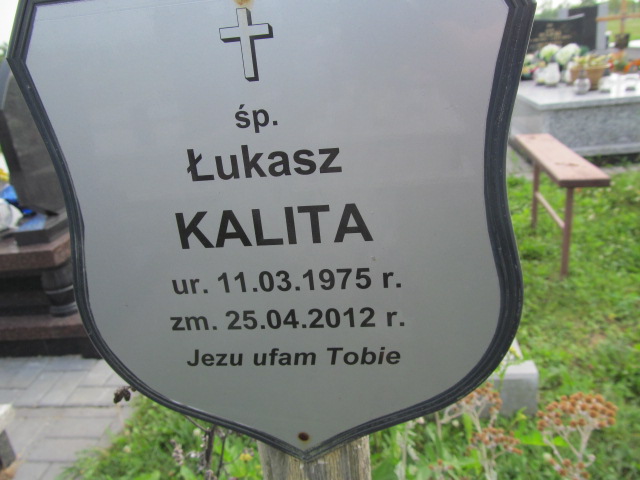 śp.
Łukasz
KALITA
ur. 11.03.1975 r.
zm. 25.04.2012 r.
Jezu ufam Tobie